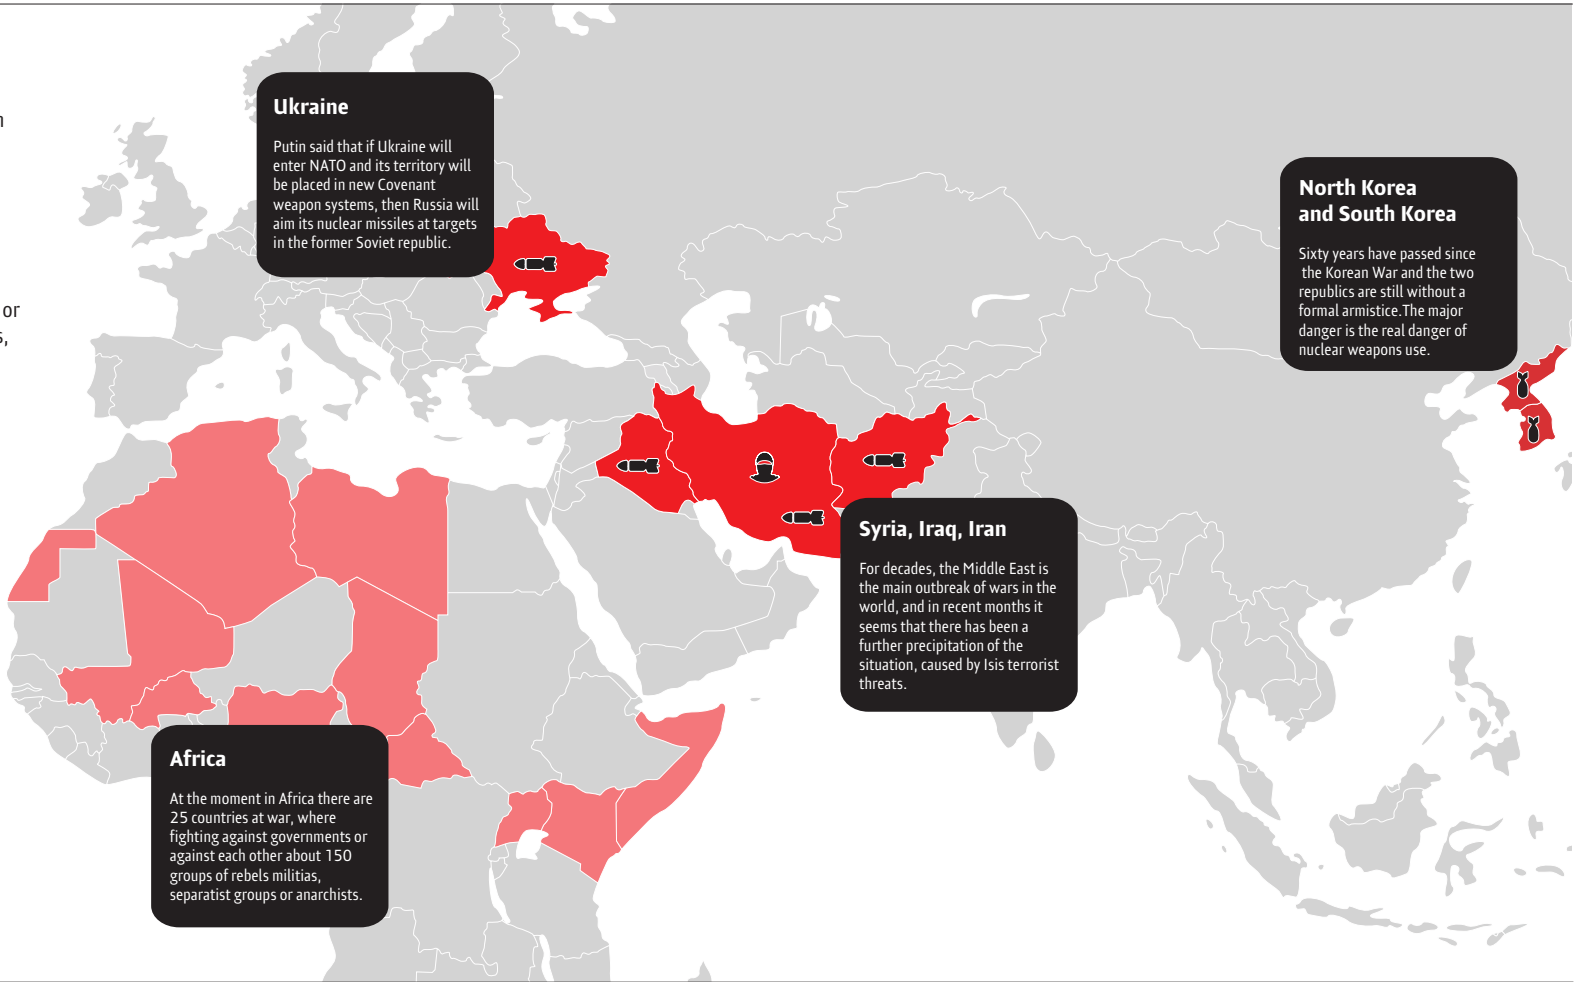 n
or
s,
Ukraine
Putin said that if Ukraine will
enter NATO and its territory will
be placed in new Covenant
weapon systems, then Russia will
aim its nuclear missiles at targets
in the former Soviet republic.
North Korea
and South Korea
Sixty years have passed since
the Korean War and the two
republics are still without a
formal armistice.The major
danger is the real danger of
nuclear weapons use.
Syria, Iraq, Iran
For decades, the Middle East is
the main outbreak of wars in the
world, and in recent months it
seems that there has been a
further precipitation of the
situation, caused by Isis terrorist
threats.
Africa
At the moment in Africa there are
25 countries at war, where
fighting against governments or
against each other about 150
groups of rebels militias,
separatist groups or anarchists.